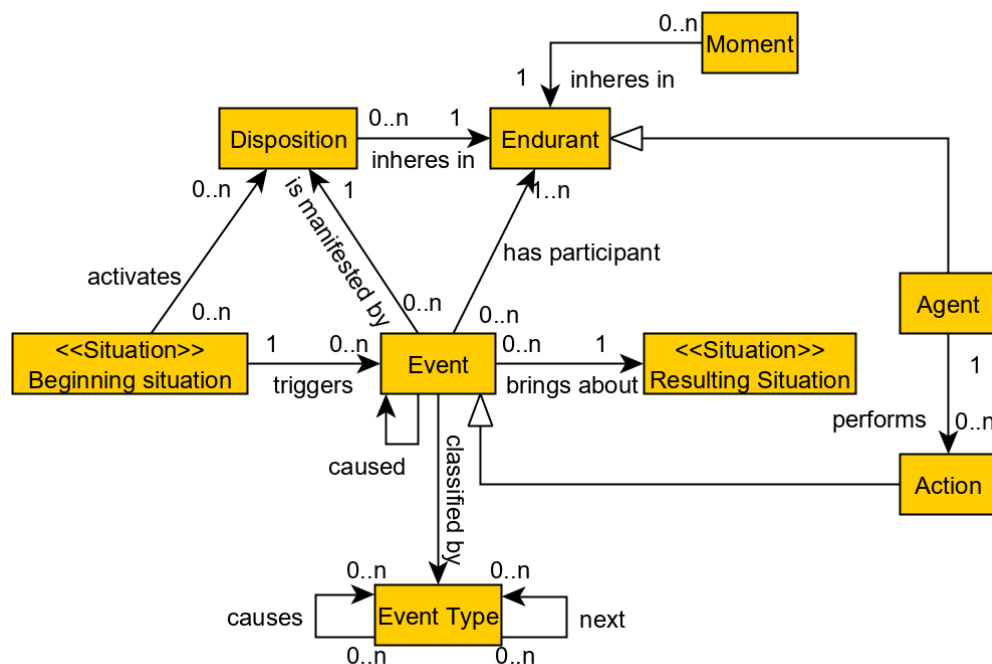 0..n
Moment
1
inheres in
Disposition
0..n
1
inheres in
Endurant
0..n
1
1..n
is manifested by
has participant
activates
0..n
0..n
0..n
Agent
<<Situation>>
Beginning situation
1
0..n
triggers
Event
0..n
1
brings about
<<Situation>>
Resulting Situation
1
performs
0..n
caused
classified by
Action
0..n
0..n
causes
Event Type
next
0..n
0..n